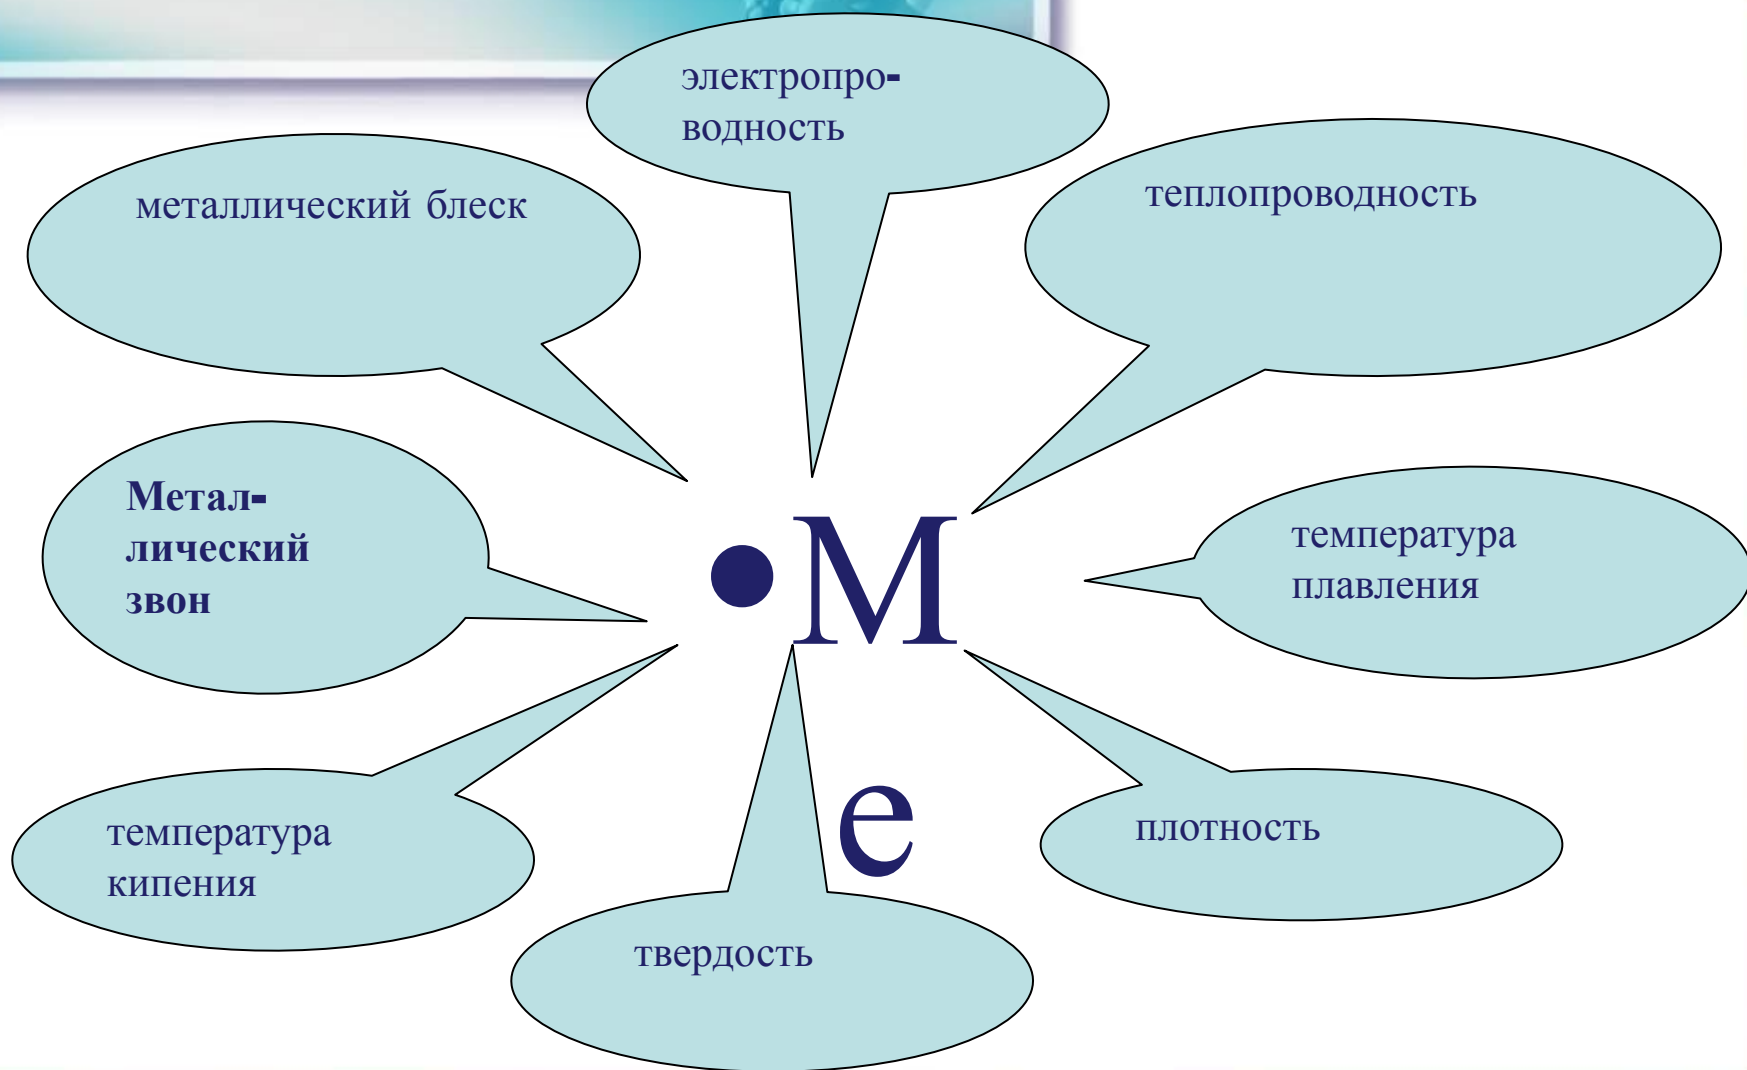 электропро-
водность
металлический блеск
теплопроводность
Метал-
лический
звон
•М
е
температура
плавления
температура
кипения
плотность
твердость